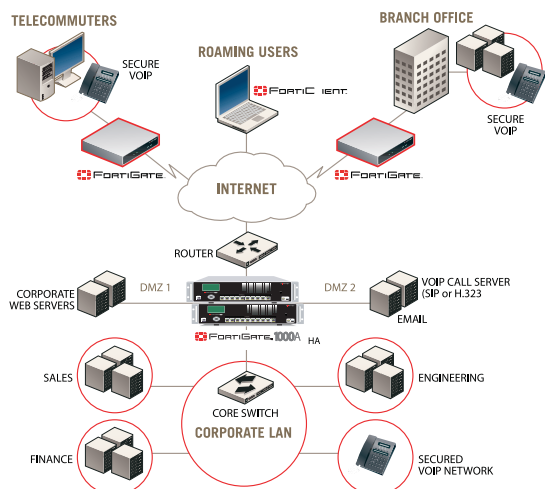 TELECOMMUTERS
BRANCH OFFICE
ROAMING USERS
SECURE
VOIP
FORTIC IENT
SECURE
VOIP
FORTIGATE
FORTIGATE
INTERNET
ROUTER
CORPORATE
WEB SERVERS
DMZ 1
DMZ 2
VOIP CALL SERVER
(SIP or H.323
EMAIL
FORTIGATE 1000A HA
SALES
ENGINEERING
CORE SWITCH
CORPORATE LAN
FINANCE
SECURED
VOIP NETWORK